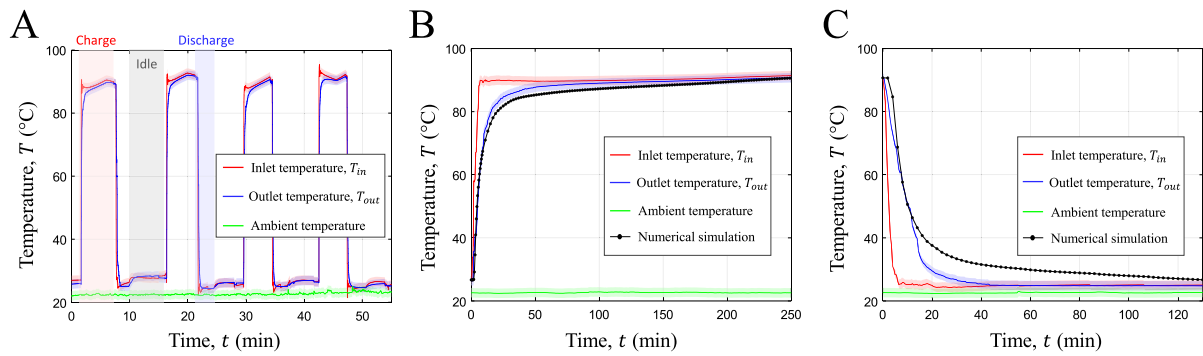 A
Charge
Idle
Discharge
100
80
60
40
20
0
10
20
30
40
50
Temperature, T (°C)
Time, t (min)
Inlet temperature, T_in
Outlet temperature, T_out
Ambient temperature
B
100
80
60
40
20
0
50
100
150
200
250
Temperature, T (°C)
Time, t (min)
Inlet temperature, T_in
Outlet temperature, T_out
Ambient temperature
Numerical simulation
C
100
80
60
40
20
0
20
40
60
80
100
120
Temperature, T (°C)
Time, t (min)
Inlet temperature, T_in
Outlet temperature, T_out
Ambient temperature
Numerical simulation